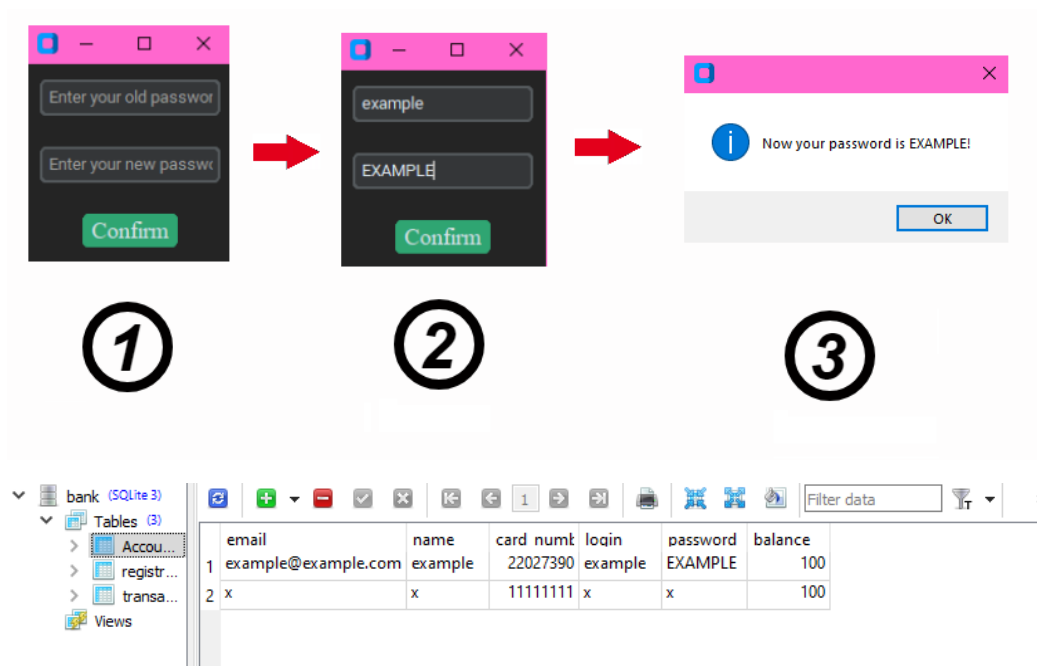 Enter your old passwor
Enter your new passw
Confirm
example
EXAMPLE
Confirm
Now your password is EXAMPLE!
OK
1
2
3
bank (SQLite 3)
Tables (3)
Accou...
registr...
transa...
Views
1
Filter data
T
email name card numb login password balance
1 example@example.com example 22027390 example EXAMPLE 100
2 x x 11111111 x x 100